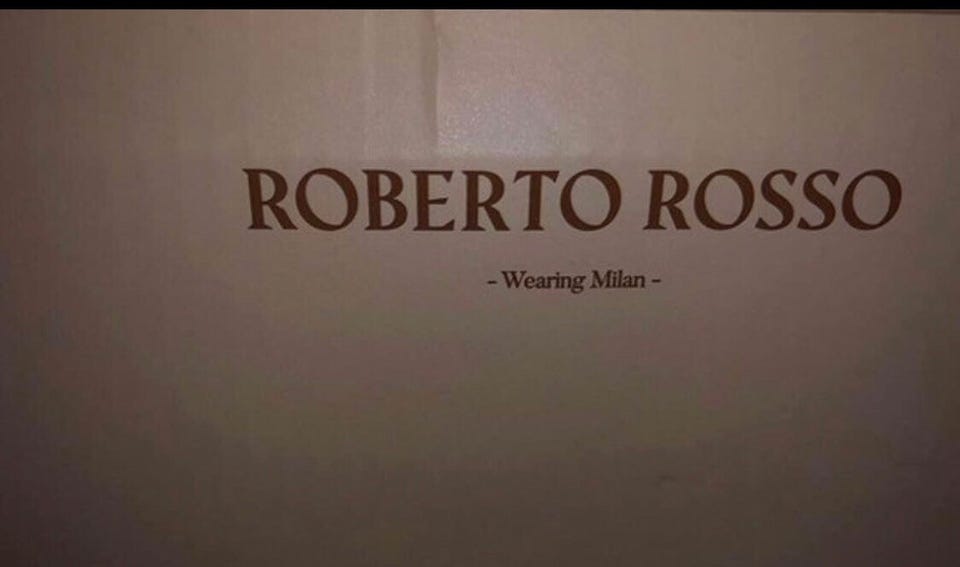 ROBERTO ROSSO
- Wearing Milan -